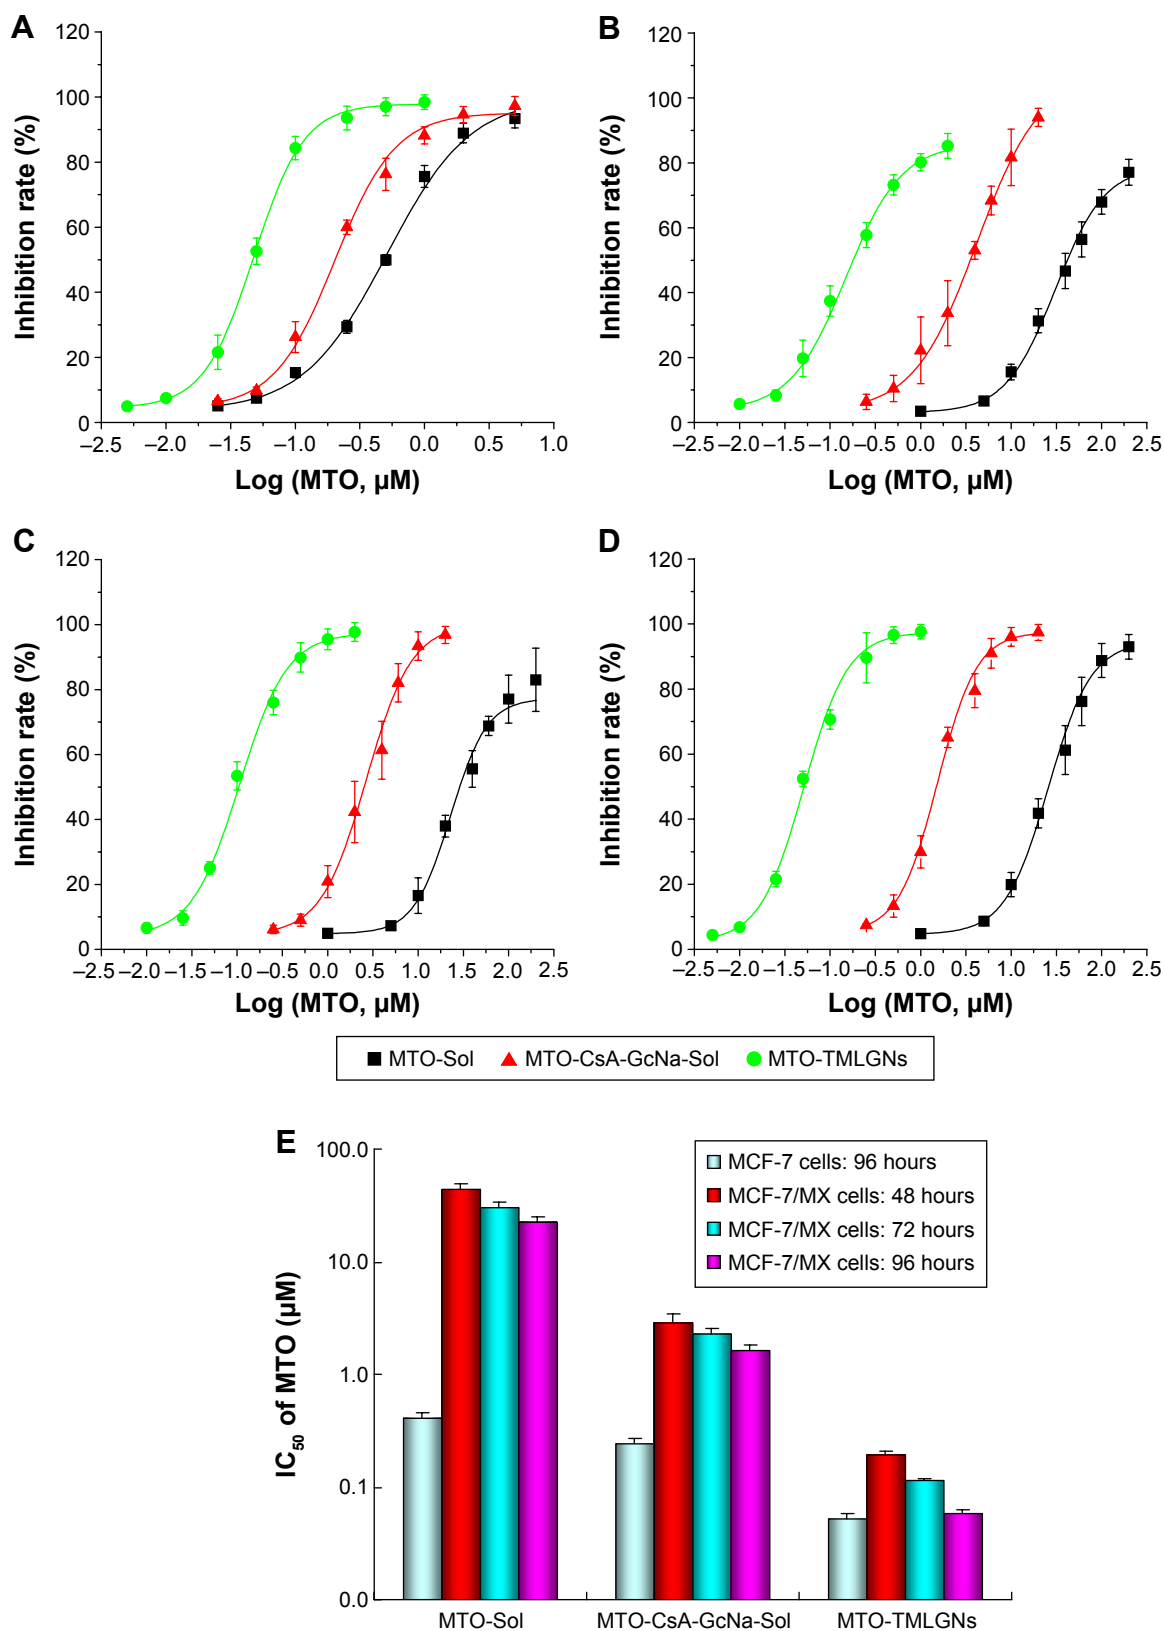 A
B
120
100
80
60
40
20
0
Inhibition rate (%)
–2.5 –2.0 –1.5 –1.0 –0.5 0.0 0.5 1.0
Log (MTO, µM)
120
100
80
60
40
20
0
Inhibition rate (%)
–2.5 –2.0 –1.5 –1.0 –0.5 0.0 0.5 1.0 1.5 2.0 2.5
Log (MTO, µM)
C
D
120
100
80
60
40
20
0
Inhibition rate (%)
–2.5 –2.0 –1.5 –1.0 –0.5 0.0 0.5 1.0 1.5 2.0 2.5
Log (MTO, µM)
120
100
80
60
40
20
0
Inhibition rate (%)
–2.5 –2.0 –1.5 –1.0 –0.5 0.0 0.5 1.0 1.5 2.0 2.5
Log (MTO, µM)
MTO-Sol MTO-CsA-GcNa-Sol MTO-TMLGNs
E
100.0
10.0
1.0
0.1
0.0
IC50 of MTO (µM)
MCF-7 cells: 96 hours
MCF-7/MX cells: 48 hours
MCF-7/MX cells: 72 hours
MCF-7/MX cells: 96 hours
MTO-Sol MTO-CsA-GcNa-Sol MTO-TMLGNs